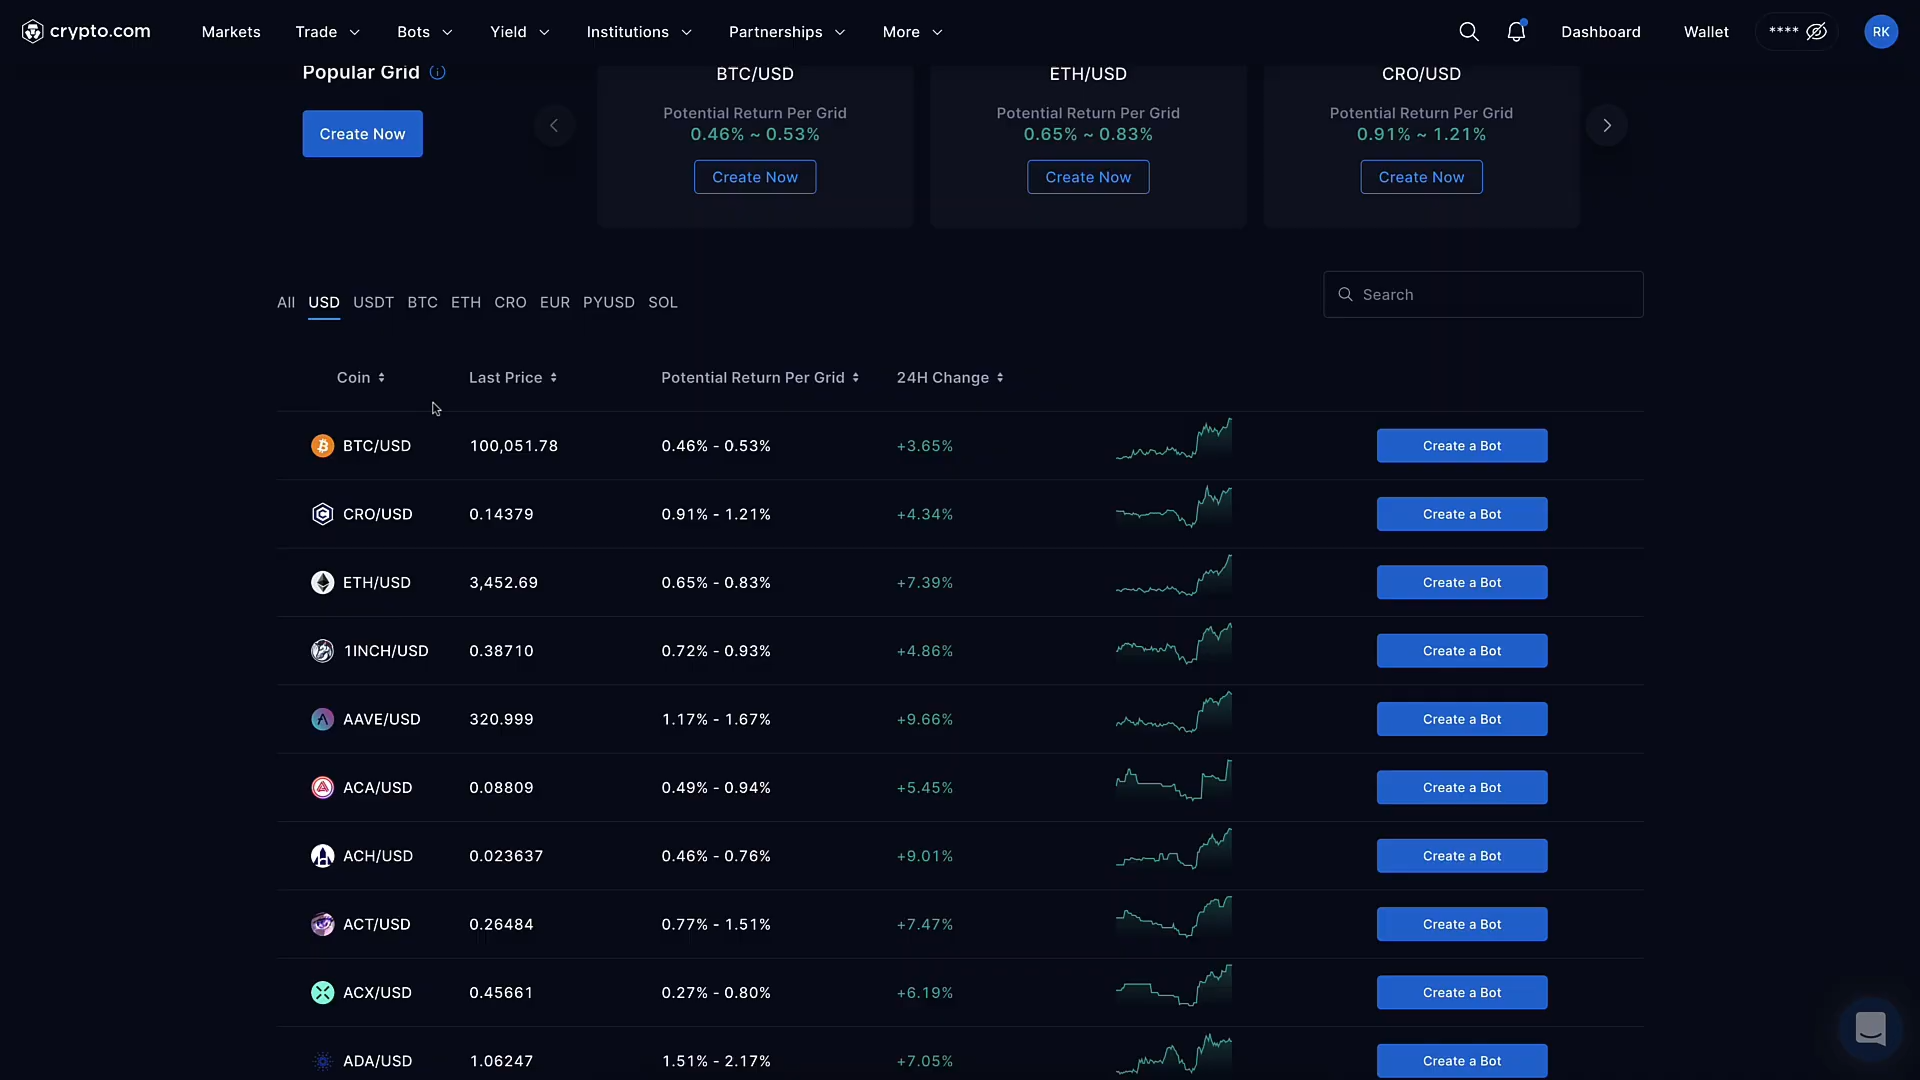 crypto.com Markets Trade Bots Yield Institutions Partnerships More Dashboard Wallet **** RK
Popular Grid
Create Now
BTC/USD
Potential Return Per Grid
0.46% ~ 0.53%
Create Now
ETH/USD
Potential Return Per Grid
0.65% ~ 0.83%
Create Now
CRO/USD
Potential Return Per Grid
0.91% ~ 1.21%
Create Now
All USD USDT BTC ETH CRO EUR PYUSD SOL
Search
Coin Last Price Potential Return Per Grid 24H Change
BTC/USD 100,051.78 0.46% - 0.53% +3.65% Create a Bot
CRO/USD 0.14379 0.91% - 1.21% +4.34% Create a Bot
ETH/USD 3,452.69 0.65% - 0.83% +7.39% Create a Bot
1INCH/USD 0.38710 0.72% - 0.93% +4.86% Create a Bot
AAVE/USD 320.999 1.17% - 1.67% +9.66% Create a Bot
ACA/USD 0.08809 0.49% - 0.94% +5.45% Create a Bot
ACH/USD 0.023637 0.46% - 0.76% +9.01% Create a Bot
ACT/USD 0.26484 0.77% - 1.51% +7.47% Create a Bot
ACX/USD 0.45661 0.27% - 0.80% +6.19% Create a Bot
ADA/USD 1.06247 1.51% - 2.17% +7.05% Create a Bot